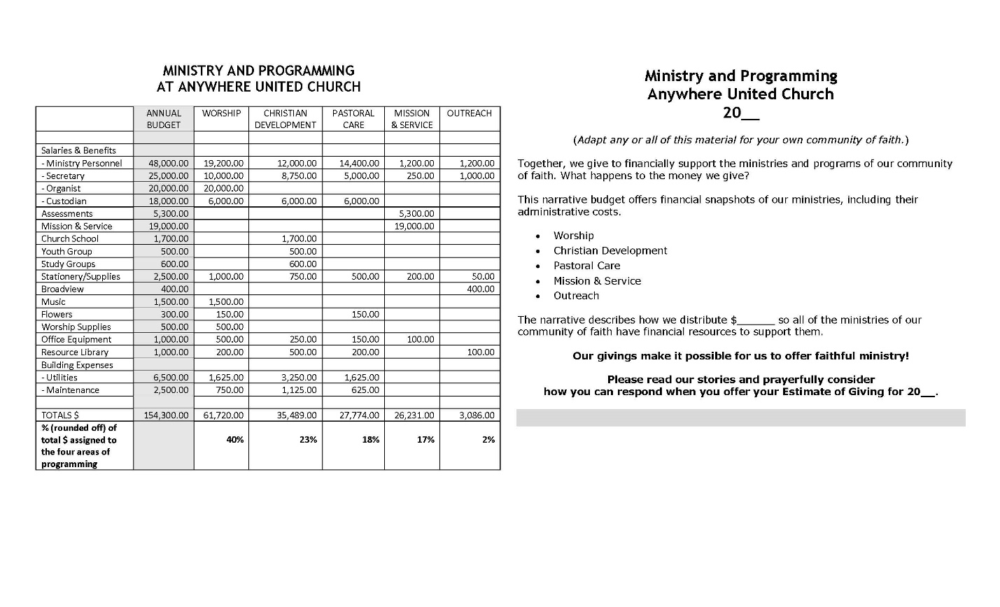 MINISTRY AND PROGRAMMING
AT ANYWHERE UNITED CHURCH
ANNUAL BUDGET WORSHIP CHRISTIAN DEVELOPMENT PASTORAL CARE MISSION & SERVICE OUTREACH
Salaries & Benefits
- Ministry Personnel 48,000.00 19,200.00 12,000.00 14,400.00 1,200.00 1,200.00
- Secretary 25,000.00 10,000.00 8,750.00 5,000.00 250.00 1,000.00
- Organist 20,000.00 20,000.00
- Custodian 18,000.00 6,000.00 6,000.00 6,000.00
Assessments 5,300.00 5,300.00
Mission & Service 19,000.00 19,000.00
Church School 1,700.00 1,700.00
Youth Group 500.00 500.00
Study Groups 600.00 600.00
Stationery/Supplies 2,500.00 1,000.00 750.00 500.00 200.00 50.00
Broadview 400.00 400.00
Music 1,500.00 1,500.00
Flowers 300.00 150.00 150.00
Worship Supplies 500.00 500.00
Office Equipment 1,000.00 500.00 250.00 150.00 100.00
Resource Library 1,000.00 200.00 500.00 200.00 100.00
Building Expenses
- Utilities 6,500.00 1,625.00 3,250.00 1,625.00
- Maintenance 2,500.00 750.00 1,125.00 625.00
TOTALS $ 154,300.00 61,720.00 35,489.00 27,774.00 26,231.00 3,086.00
% (rounded off) of
total $ assigned to 40% 23% 18% 17% 2%
the four areas of
programming
Ministry and Programming
Anywhere United Church
20__
(Adapt any or all of this material for your own community of faith.)
Together, we give to financially support the ministries and programs of our community
of faith. What happens to the money we give?
This narrative budget offers financial snapshots of our ministries, including their
administrative costs.
• Worship
• Christian Development
• Pastoral Care
• Mission & Service
• Outreach
The narrative describes how we distribute $______ so all of the ministries of our
community of faith have financial resources to support them.
Our givings make it possible for us to offer faithful ministry!
Please read our stories and prayerfully consider
how you can respond when you offer your Estimate of Giving for 20__.